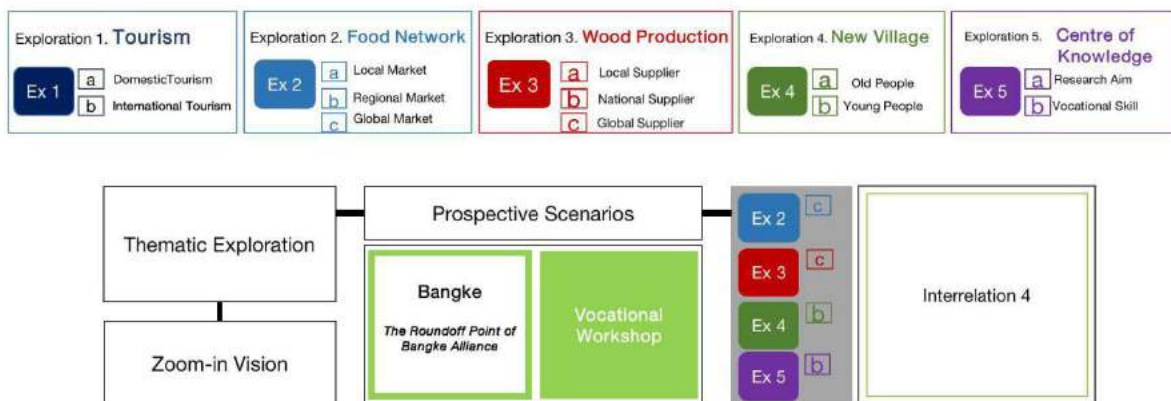 Exploration 1. Tourism
Ex 1
a DomesticTourism
b International Tourism
Exploration 2. Food Network
Ex 2
a Local Market
b Regional Market
c Global Market
Exploration 3. Wood Production
Ex 3
a Local Supplier
b National Supplier
c Global Supplier
Exploration 4. New Village
Ex 4
a Old People
b Young People
Exploration 5. Centre of
Knowledge
Ex 5
a Research Aim
b Vocational Skill
Thematic Exploration
Zoom-in Vision
Prospective Scenarios
Bangke
The Roundoff Point of
Bangke Alliance
Vocational
Workshop
Ex 2 c
Ex 3 c
Ex 4 b
Ex 5 b
Interrelation 4